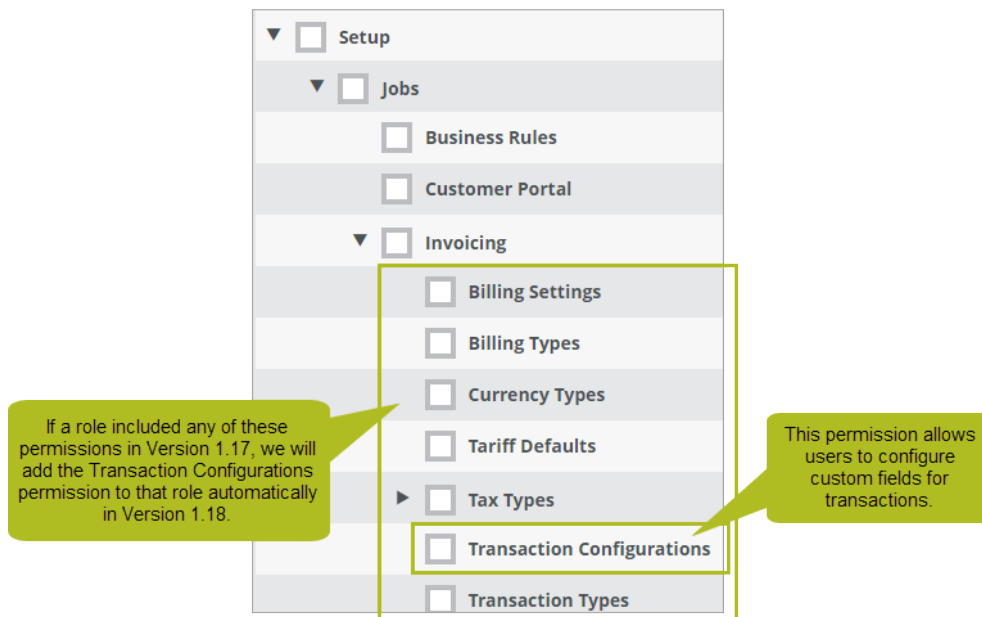 Setup
Jobs
Business Rules
Customer Portal
Invoicing
Billing Settings
Billing Types
Currency Types
Tariff Defaults
Tax Types
Transaction Configurations
Transaction Types
If a role included any of these
permissions in Version 1.17, we will
add the Transaction Configurations
permission to that role automatically
in Version 1.18.
This permission allows
users to configure
custom fields for
transactions.